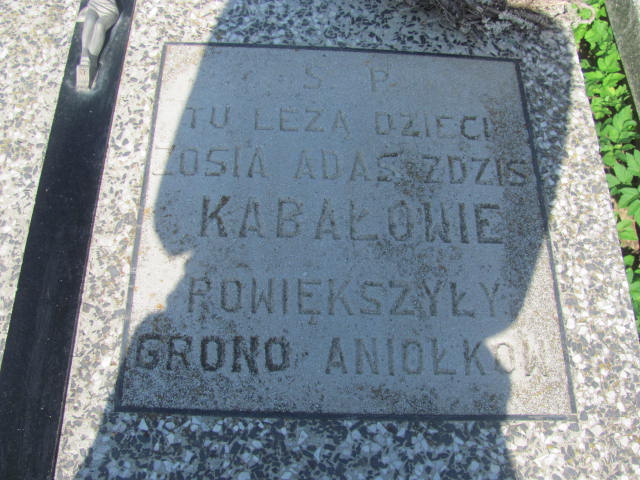 Ś. P.
TU LEŻĄ DZIECI
ZOSIA ADAŚ ZDZIŚ
KABAŁOWIE
POWIĘKSZYŁY
GRONO ANIOŁKÓW